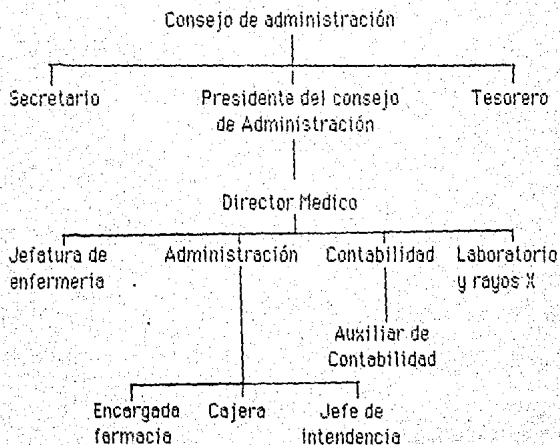 Consejo de administración
Secretario
Presidente del consejo
de Administración
Tesorero
Director Medico
Jefatura de
enfermeria
Administración
Contabilidad
Laboratorio
y rayos X
Auxiliar de
Contabilidad
Encargada
farmacia
Cajera
Jefe de
intendencia